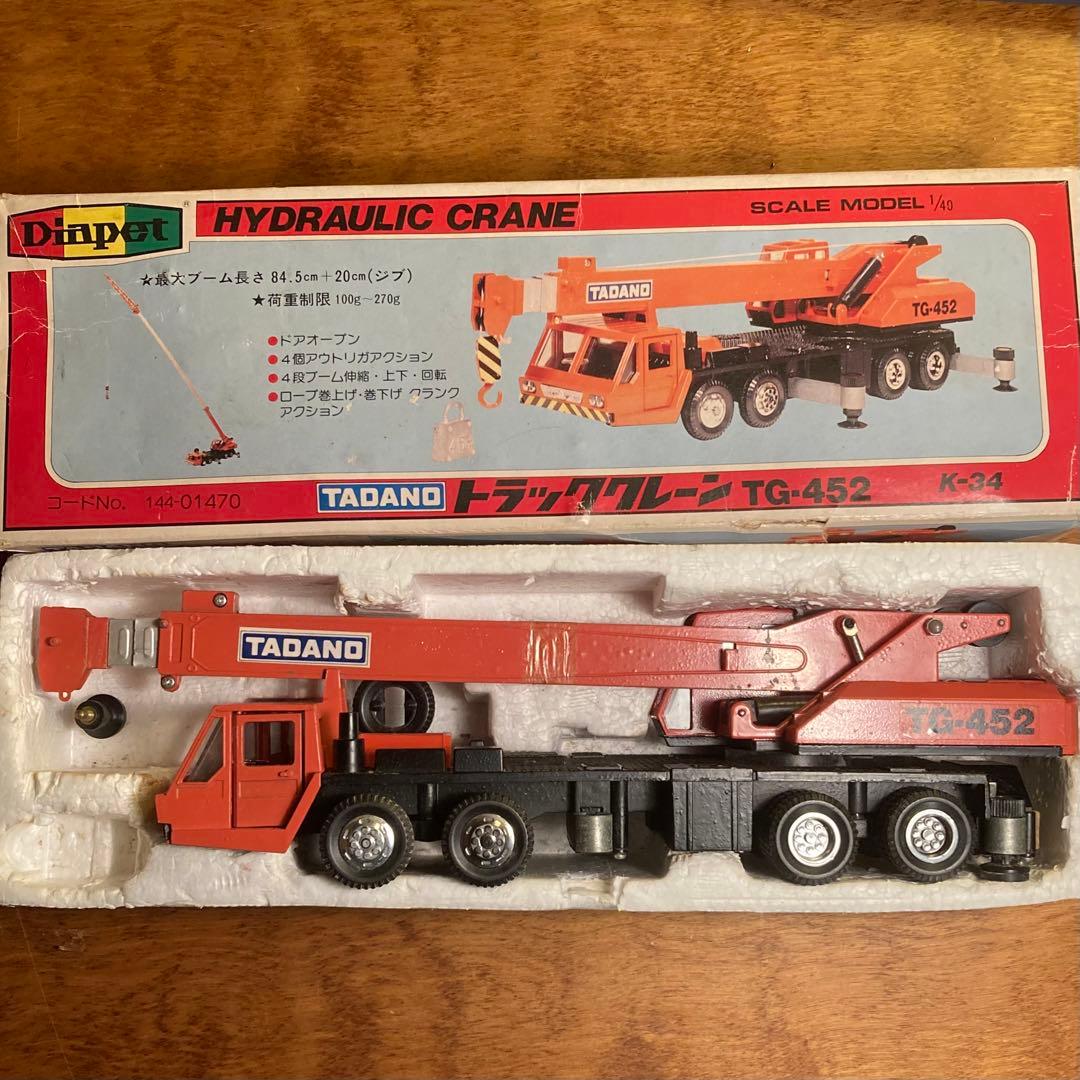 Diapet®
HYDRAULIC CRANE
SCALE MODEL 1/40
★最大ブーム長さ 84.5cm+20cm(ジブ)
★荷重制限 100g~270g
●ドアオープン
●4個アウトリガアクション
●4段ブーム伸縮・上下・回転
●ロープ巻上げ・巻下げ クランク
アクション
TADANO
TG-452
コードNo. 144-01470
TADANO トラッククレーン TG-452
K-34
TADANO
TG-452